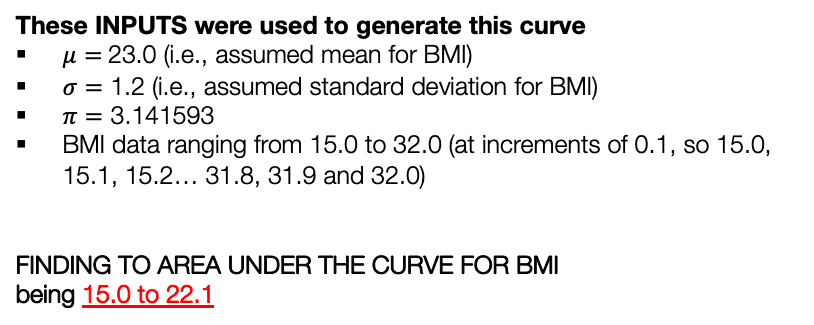 These INPUTS were used to generate this curve
▪ 𝜇 = 23.0 (i.e., assumed mean for BMI)
▪ 𝜎 = 1.2 (i.e., assumed standard deviation for BMI)
▪ 𝜋 = 3.141593
▪ BMI data ranging from 15.0 to 32.0 (at increments of 0.1, so 15.0,
15.1, 15.2… 31.8, 31.9 and 32.0)
FINDING TO AREA UNDER THE CURVE FOR BMI
being 15.0 to 22.1